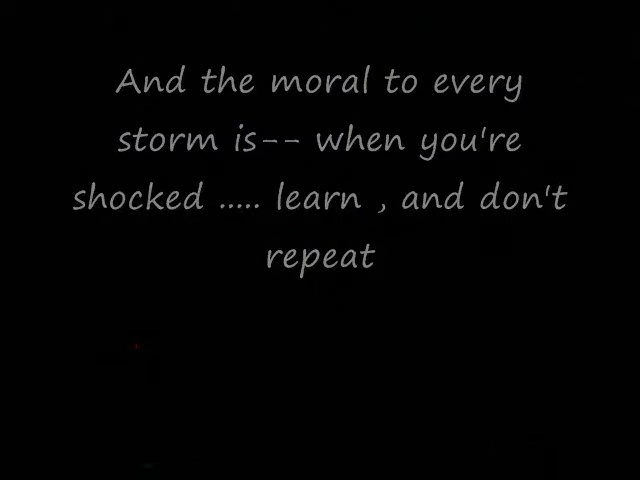 And the moral to every
storm is-- when you're
shocked ..... learn , and don't
repeat